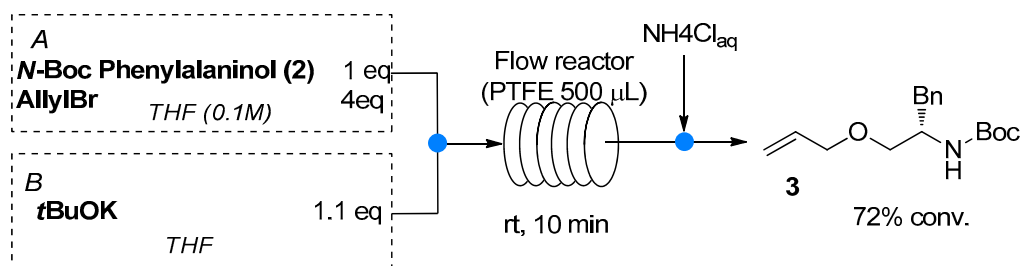 A
N-Boc Phenylalaninol (2) 1 eq
AllylBr 4eq
THF (0.1M)
B
tBuOK 1.1 eq
THF
Flow reactor
(PTFE 500 µL)
rt, 10 min
NH4Claq
Bn
O
N
H
Boc
3
72% conv.